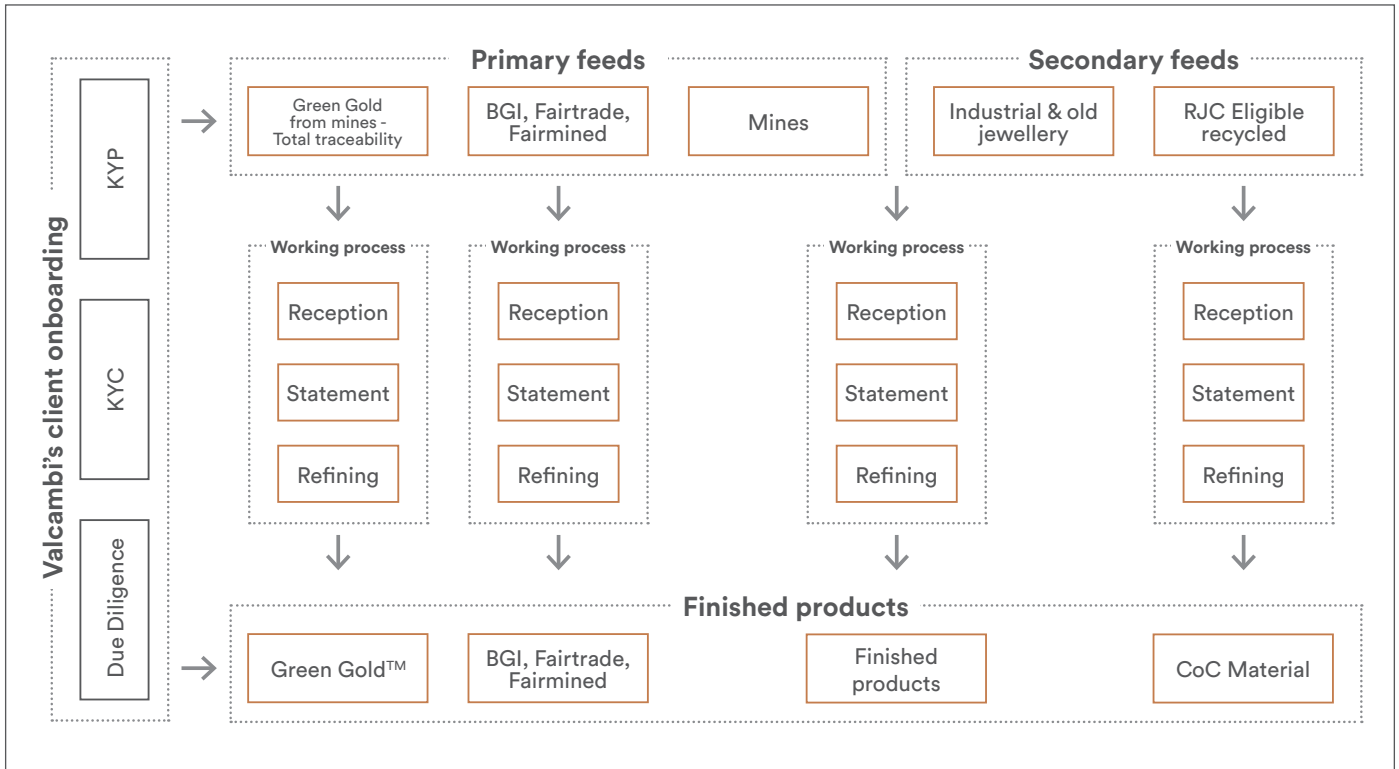 Valcambi's client onboarding
KYP
KYC
Due Diligence
Primary feeds
Green Gold
from mines -
Total traceability
BGI, Fairtrade,
Fairmined
Mines
Secondary feeds
Industrial & old
jewellery
RJC Eligible
recycled
Working process
Reception
Statement
Refining
Working process
Reception
Statement
Refining
Working process
Reception
Statement
Refining
Working process
Reception
Statement
Refining
Finished products
Green Gold™
BGI, Fairtrade,
Fairmined
Finished
products
CoC Material